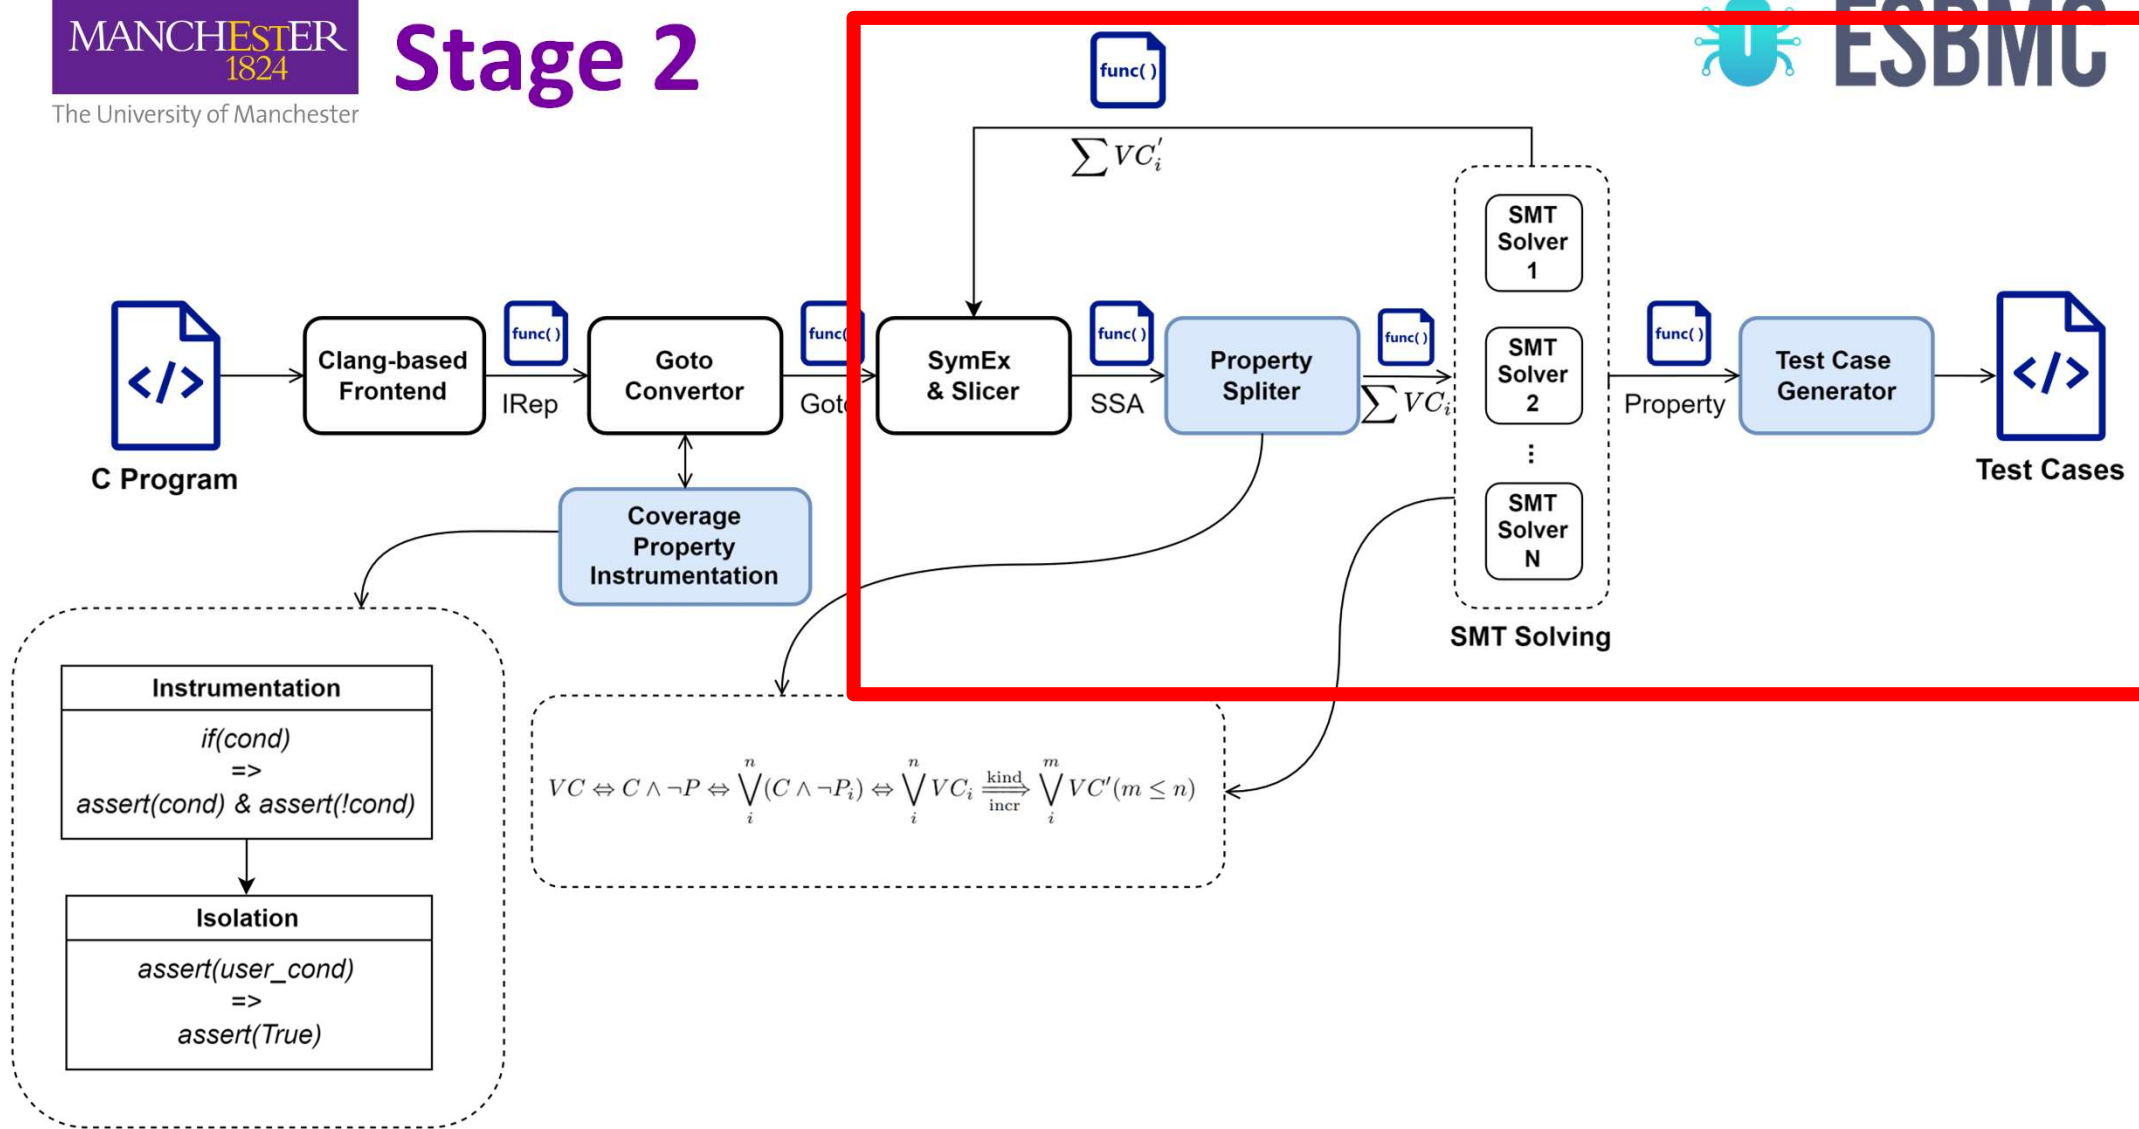 MANCHESTER
1824
The University of Manchester
Stage 2
ESBMC
func( )
∑ VC'ᵢ
SMT
Solver
1
SMT
Solver
2
⋮
SMT
Solver
N
SMT Solving
</>
C Program
Clang-based
Frontend
func( )
IRep
Goto
Convertor
func(
Goto
SymEx
& Slicer
func( )
SSA
Property
Spliter
func( )
∑ VCᵢ
func( )
Property
Test Case
Generator
</>
Test Cases
Coverage
Property
Instrumentation
Instrumentation
if(cond)
=>
assert(cond) & assert(!cond)
Isolation
assert(user_cond)
=>
assert(True)
VC ⇔ C ∧ ¬P ⇔ ⋁ᵢⁿ (C ∧ ¬Pᵢ) ⇔ ⋁ᵢⁿ VCᵢ kind ⟹ incr ⋁ᵢᵐ VC′(m ≤ n)